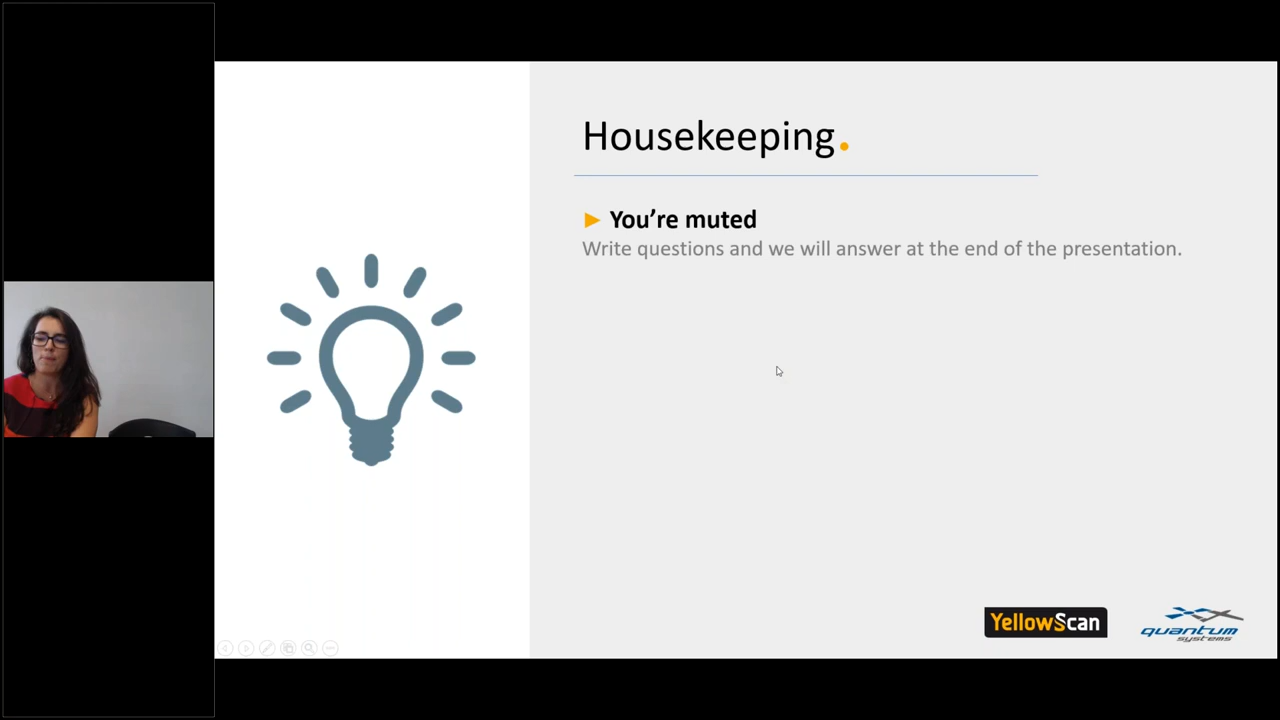 Housekeeping.
► You’re muted
Write questions and we will answer at the end of the presentation.
YellowScan
quantum
systems